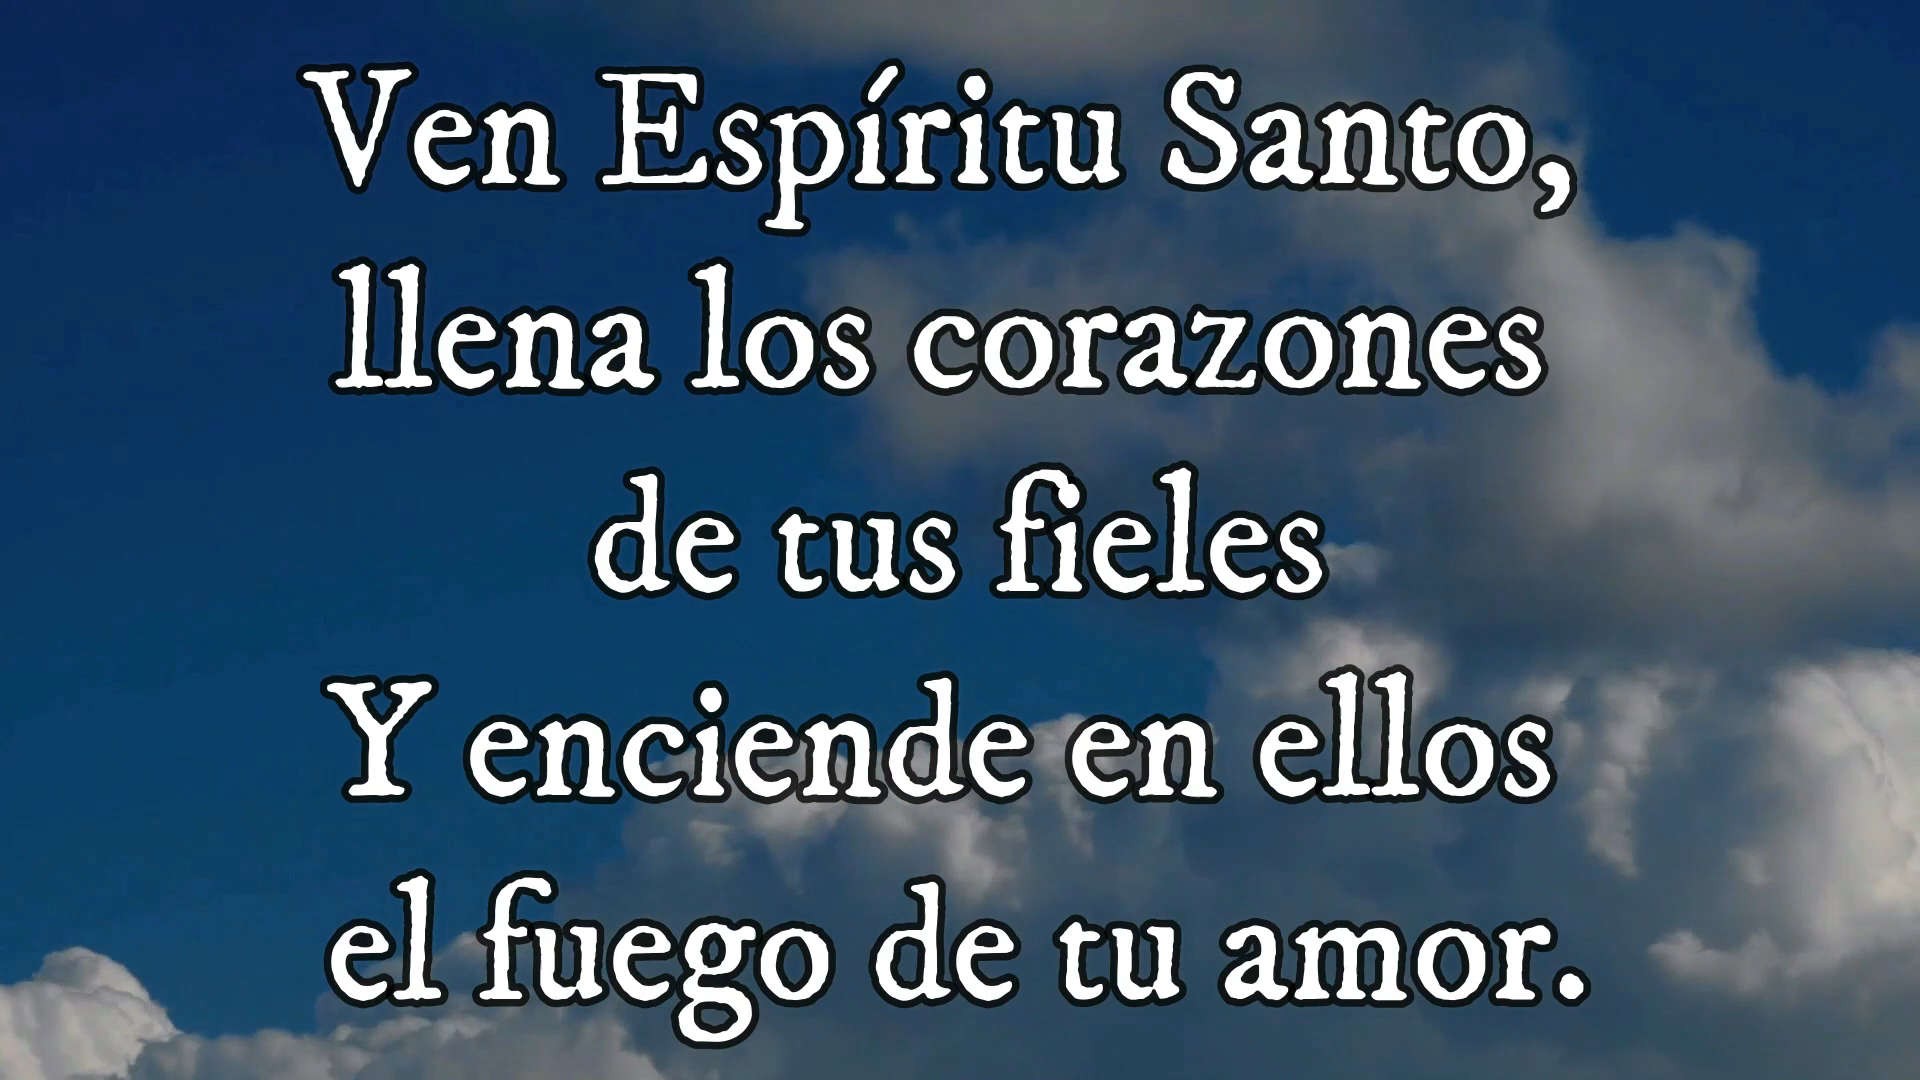 Ven Espíritu Santo,
llena los corazones
de tus fieles
Y enciende en ellos
el fuego de tu amor.